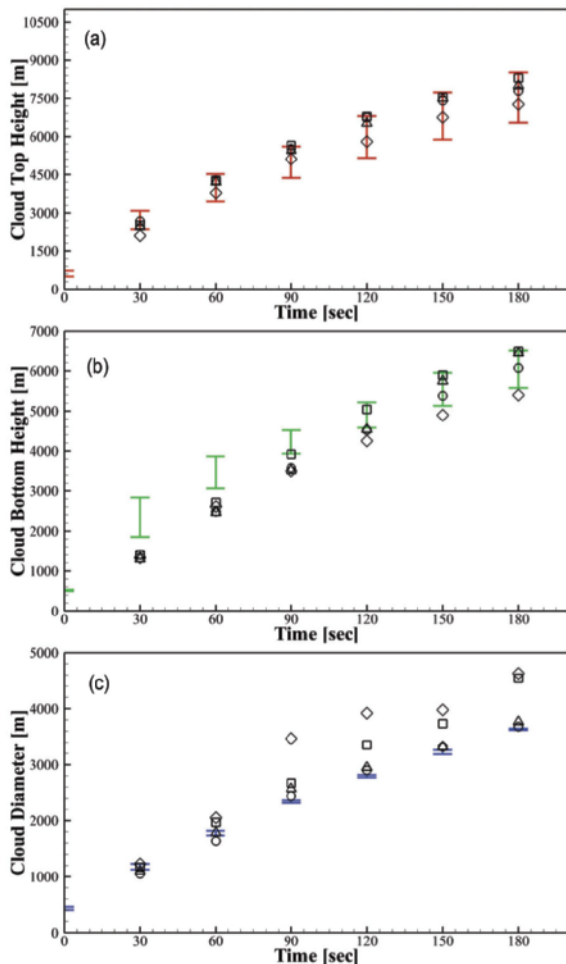 (a)
Cloud Top Height [m]
10500
9000
7500
6000
4500
3000
1500
0
0 30 60 90 120 150 180
Time [sec]
(b)
Cloud Bottom Height [m]
7000
6000
5000
4000
3000
2000
1000
0
0 30 60 90 120 150 180
Time [sec]
(c)
Cloud Diameter [m]
5000
4000
3000
2000
1000
0
0 30 60 90 120 150 180
Time [sec]